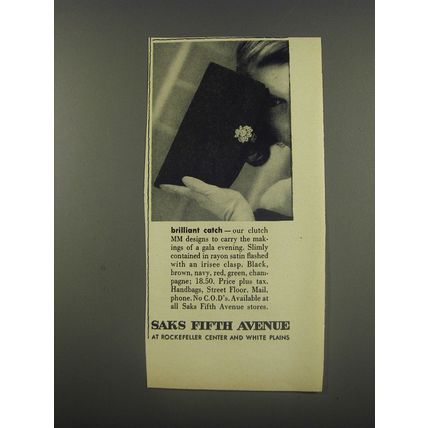 brilliant catch — our clutch
MM designs to carry the mak-
ings of a gala evening. Slimly
contained in rayon satin flashed
with an irisee clasp. Black,
brown, navy, red, green, cham-
pagne; 18.50. Price plus tax.
Handbags, Street Floor. Mail,
phone. No C.O.D's. Available at
all Saks Fifth Avenue stores.
SAKS FIFTH AVENUE
AT ROCKEFELLER CENTER AND WHITE PLAINS